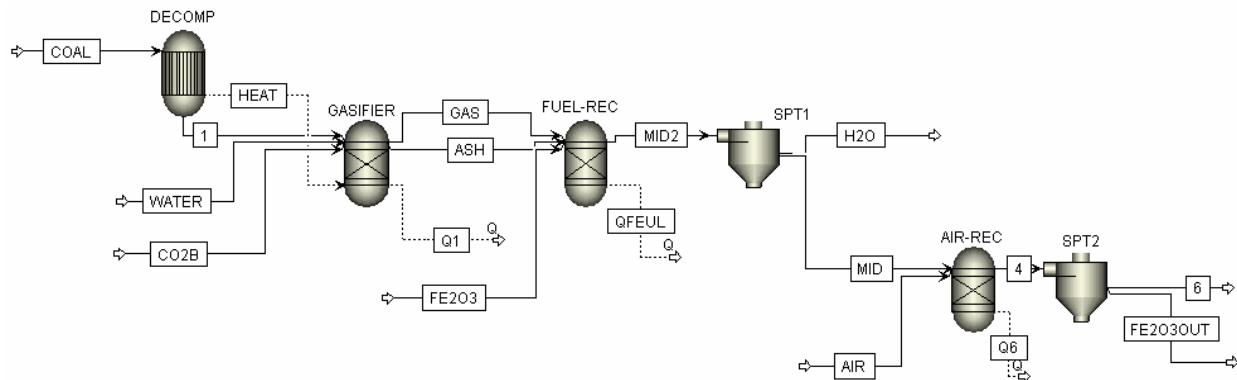 DECOMP
COAL
HEAT
GASIFIER
1
GAS
FUEL-REC
ASH
MID2
SPT1
H2O
WATER
CO2B
Q1
Q
QFEUL
Q
FE2O3
MID
AIR-REC
4
SPT2
6
FE2O3OUT
AIR
Q6
Q